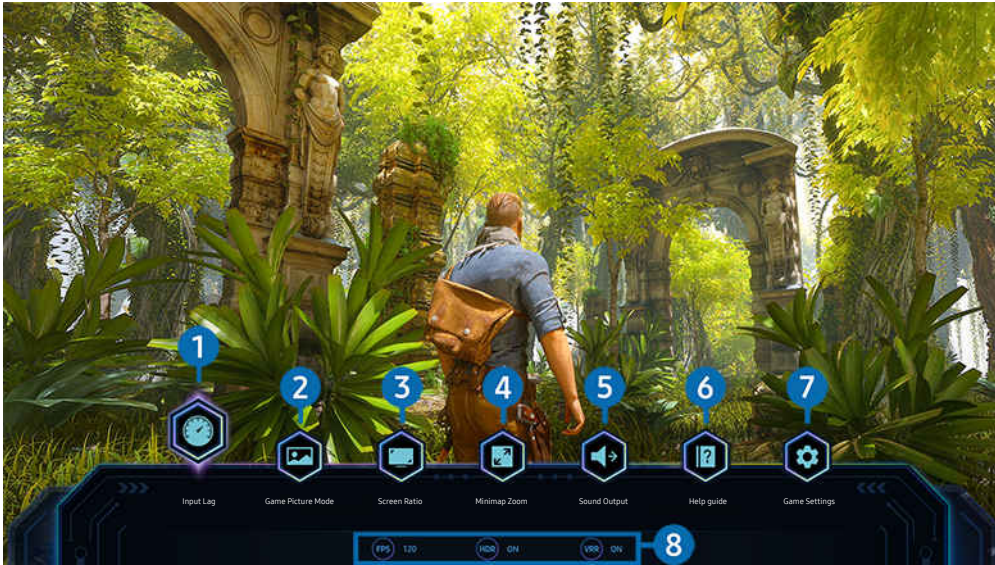 1
2 3 4 5 6 7
Input Lag Game Picture Mode Screen Ratio Minimap Zoom Sound Output Help guide Game Settings
FPS 120 HDR ON VRR ON 8